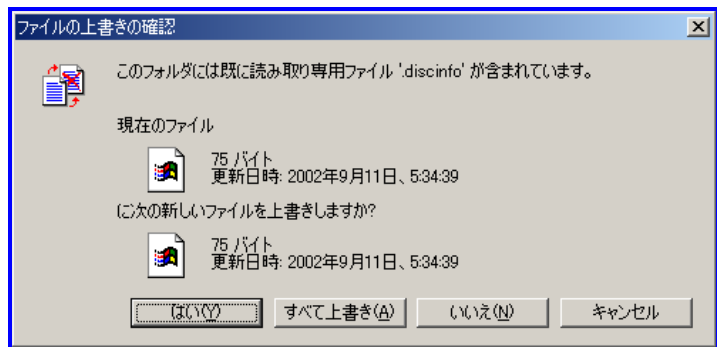 ファイルの上書きの確認
このフォルダには既に読み取り専用ファイル '.discinfo' が含まれています。
現在のファイル
75 バイト
更新日時: 2002年9月11日、5:34:39
に次の新しいファイルを上書きしますか?
75 バイト
更新日時: 2002年9月11日、5:34:39
はい(Y) すべて上書き(A) いいえ(N) キャンセル